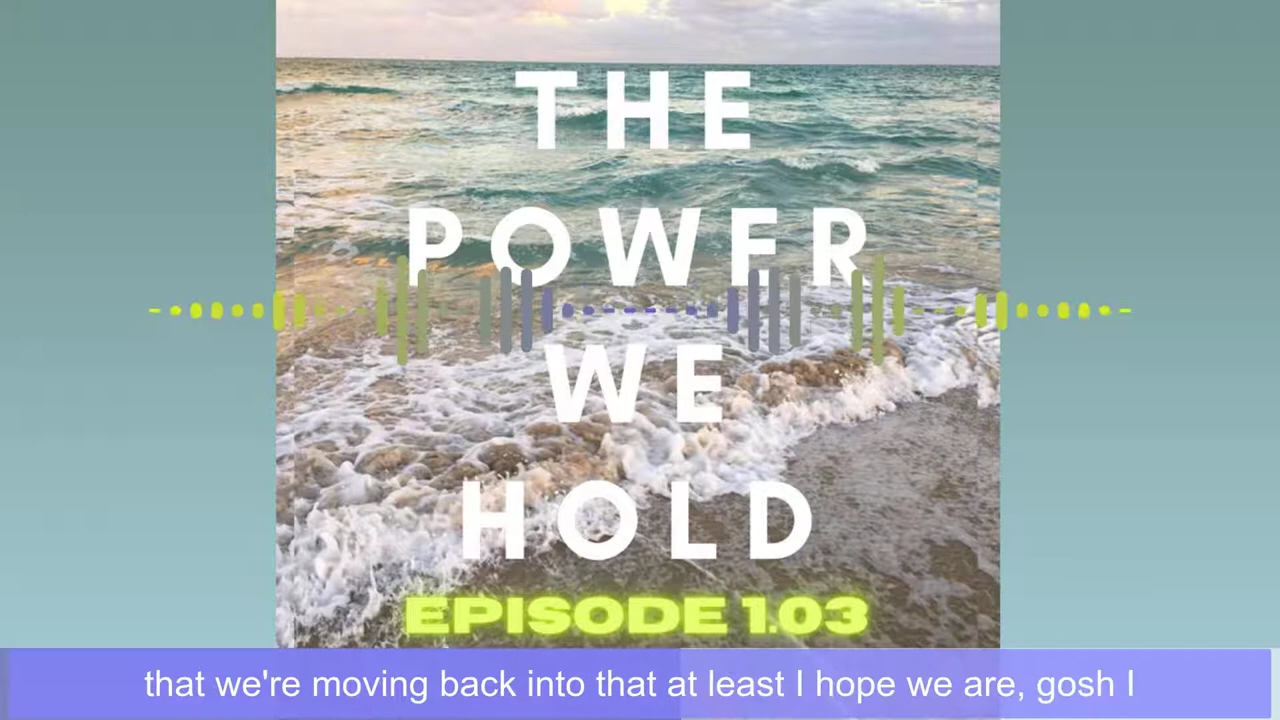 THE
POWER
WE
HOLD
EPISODE 1.03
that we're moving back into that at least I hope we are, gosh I